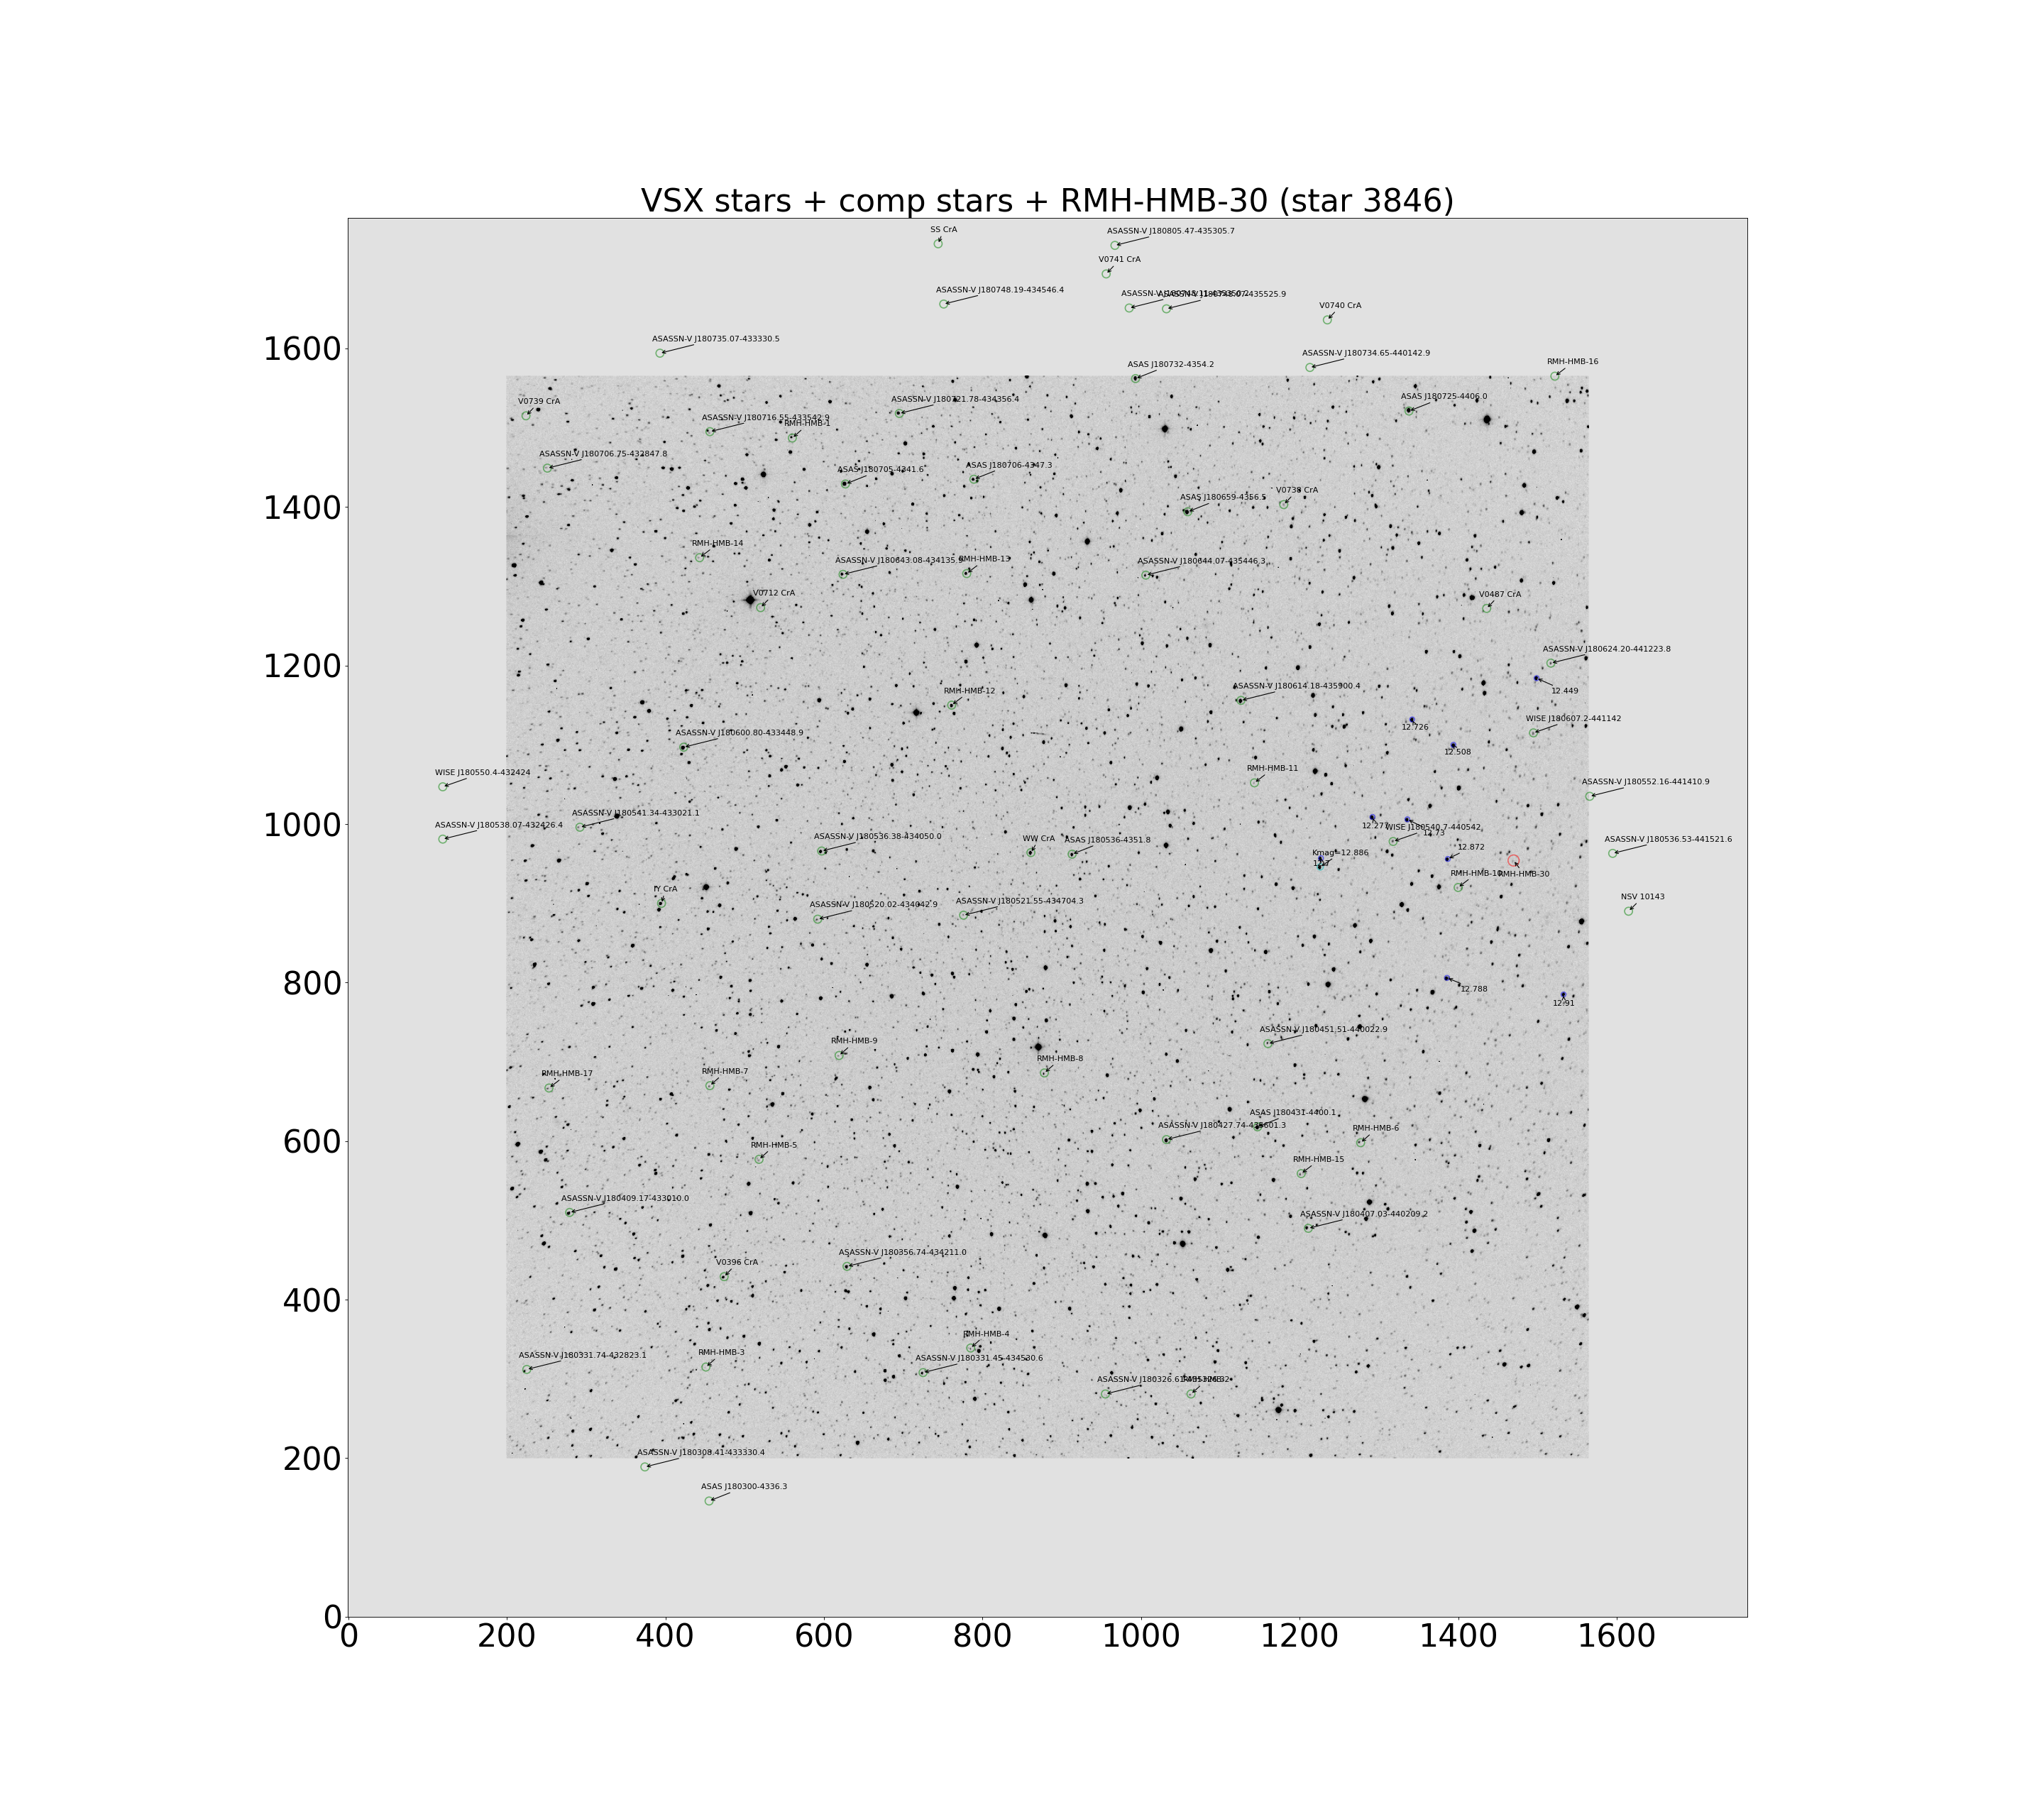 VSX stars + comp stars + RMH-HMB-30 (star 3846)
SS CrA
ASASSN-V J180805.47-435305.7
V0741 CrA
ASASSN-V J180748.19-434546.4
V0740 CrA
ASASSN-V J180735.07-433330.5
ASASSN-V J180734.65-440142.9
1600
RMH-HMB-16
ASAS J180732-4354.2
V0739 CrA
ASASSN-V J180721.78-434356.4
ASAS J180725-4406.0
ASASSN-V J180716.55-433542.9
RMH-HMB-1
ASASSN-V J180706.75-432847.8
ASAS J180705-4341.6
ASAS J180706-4347.3
V0738 CrA
ASAS J180659-4356.5
1400
RMH-HMB-14
ASASSN-V J180643.08-434135.9
RMH-HMB-13
ASASSN-V J180644.07-435446.3
V0712 CrA
V0487 CrA
ASASSN-V J180624.20-441223.8
1200
ASASSN-V J180614.18-435900.4
RMH-HMB-12
12.449
WISE J180607.2-441142
12.726
ASASSN-V J180600.80-433448.9
12.508
RMH-HMB-11
WISE J180550.4-432424
ASASSN-V J180552.16-441410.9
ASASSN-V J180541.34-433021.1
1000
ASASSN-V J180538.07-432426.4
12.277
WISE J180540.7-440542
12.73
ASASSN-V J180536.38-434050.0
WW CrA
ASAS J180536-4351.8
ASASSN-V J180536.53-441521.6
12.872
Kmag=12.886
RMH-HMB-10
RMH-HMB-30
IY CrA
NSV 10143
ASASSN-V J180520.02-434042.9
ASASSN-V J180521.55-434704.3
800
12.788
12.91
ASASSN-V J180451.51-440022.9
RMH-HMB-9
RMH-HMB-8
RMH-HMB-7
RMH-HMB-17
ASAS J180431-4400.1
ASASSN-V J180427.74-435601.3
RMH-HMB-6
600
RMH-HMB-5
RMH-HMB-15
ASASSN-V J180409.17-433010.0
ASASSN-V J180407.03-440209.2
ASASSN-V J180356.74-434211.0
V0396 CrA
400
RMH-HMB-4
RMH-HMB-3
ASASSN-V J180331.74-432823.1
ASASSN-V J180331.45-434530.6
200
ASASSN-V J180308.41-433330.4
ASAS J180300-4336.3
0
0 200 400 600 800 1000 1200 1400 1600